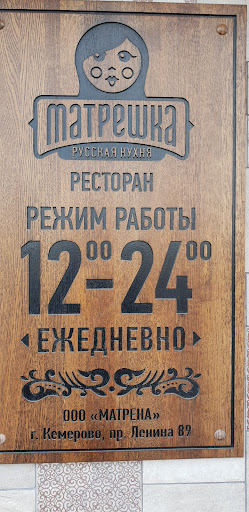 МАТРЕШКА
РУССКАЯ КУХНЯ
РЕСТОРАН
РЕЖИМ РАБОТЫ
12⁰⁰-24⁰⁰
ЕЖЕДНЕВНО
ООО «МАТРЕНА»
г. Кемерово, пр. Ленина 89